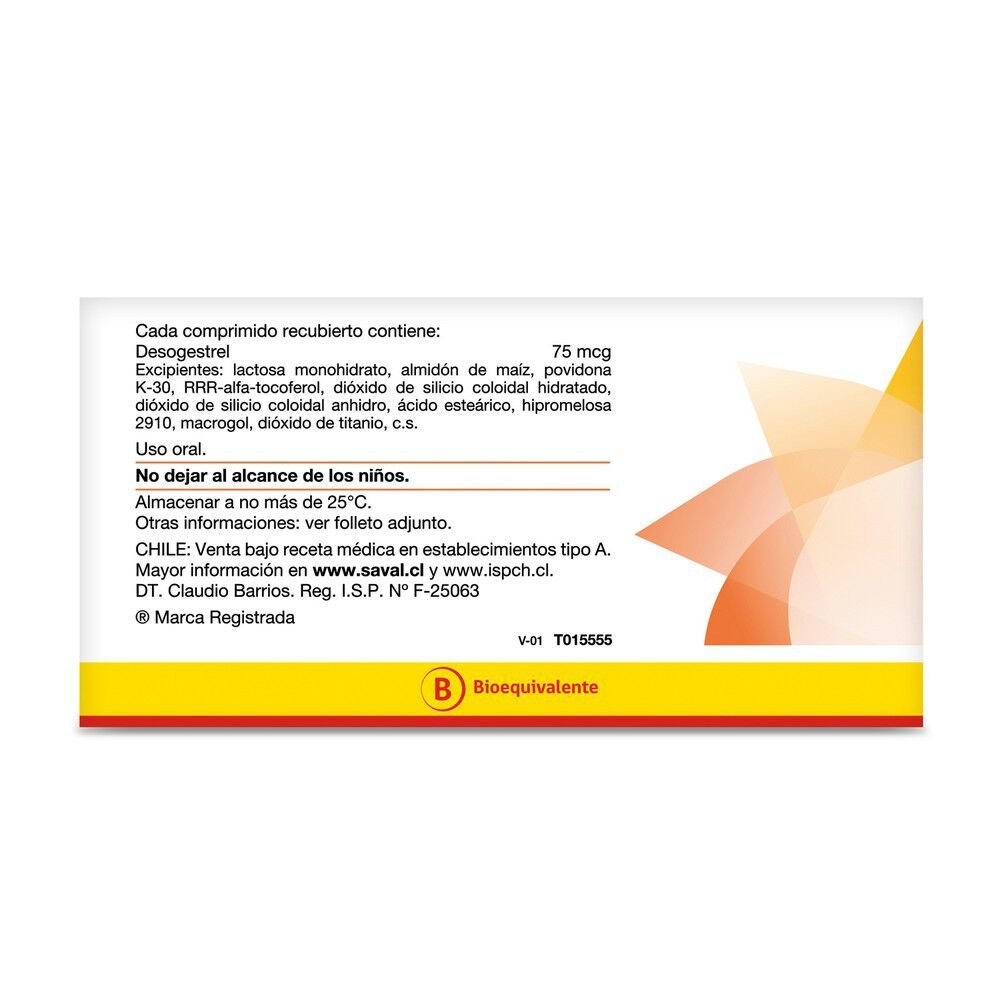 Cada comprimido recubierto contiene:
Desogestrel 75 mcg
Excipientes: lactosa monohidrato, almidón de maíz, povidona
K-30, RRR-alfa-tocoferol, dióxido de silicio coloidal hidratado,
dióxido de silicio coloidal anhidro, ácido esteárico, hipromelosa
2910, macrogol, dióxido de titanio, c.s.
Uso oral.
No dejar al alcance de los niños.
Almacenar a no más de 25°C.
Otras informaciones: ver folleto adjunto.
CHILE: Venta bajo receta médica en establecimientos tipo A.
Mayor información en www.saval.cl y www.ispch.cl.
DT. Claudio Barrios. Reg. I.S.P. Nº F-25063
® Marca Registrada
V-01 T015555
B Bioequivalente